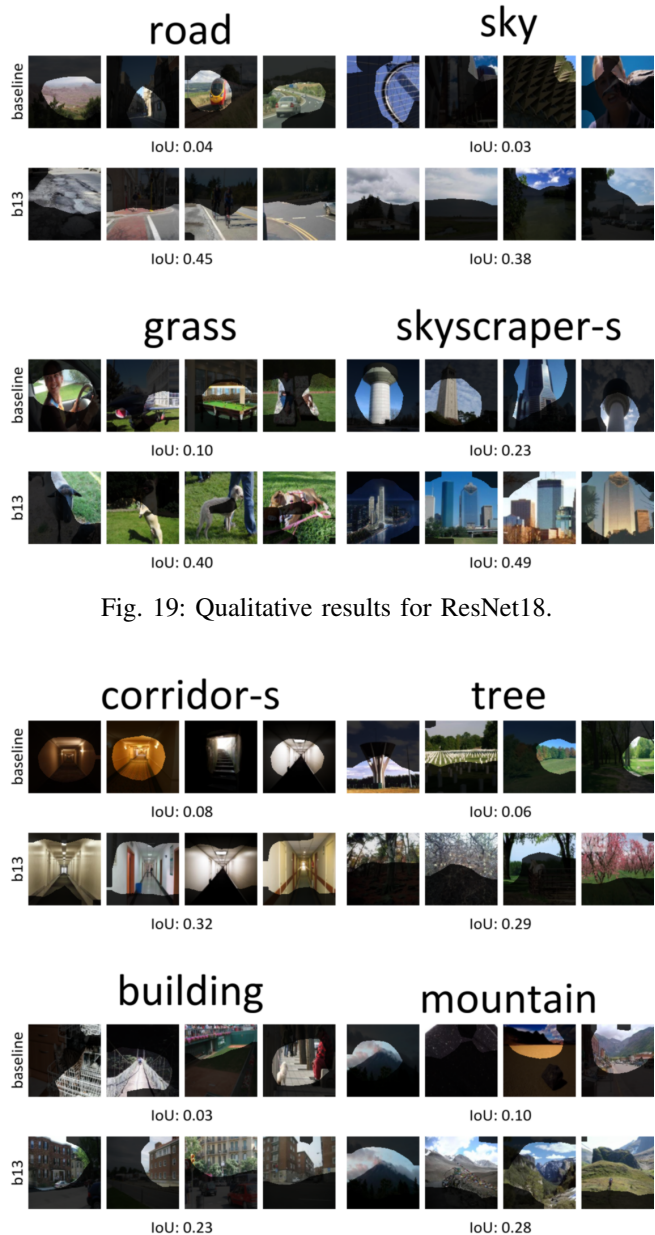 road sky
baseline
IoU: 0.04 IoU: 0.03
b13
IoU: 0.45 IoU: 0.38
grass skyscraper-s
baseline
IoU: 0.10 IoU: 0.23
b13
IoU: 0.40 IoU: 0.49
Fig. 19: Qualitative results for ResNet18.
corridor-s tree
baseline
IoU: 0.08 IoU: 0.06
b13
IoU: 0.32 IoU: 0.29
building mountain
baseline
IoU: 0.03 IoU: 0.10
b13
IoU: 0.23 IoU: 0.28